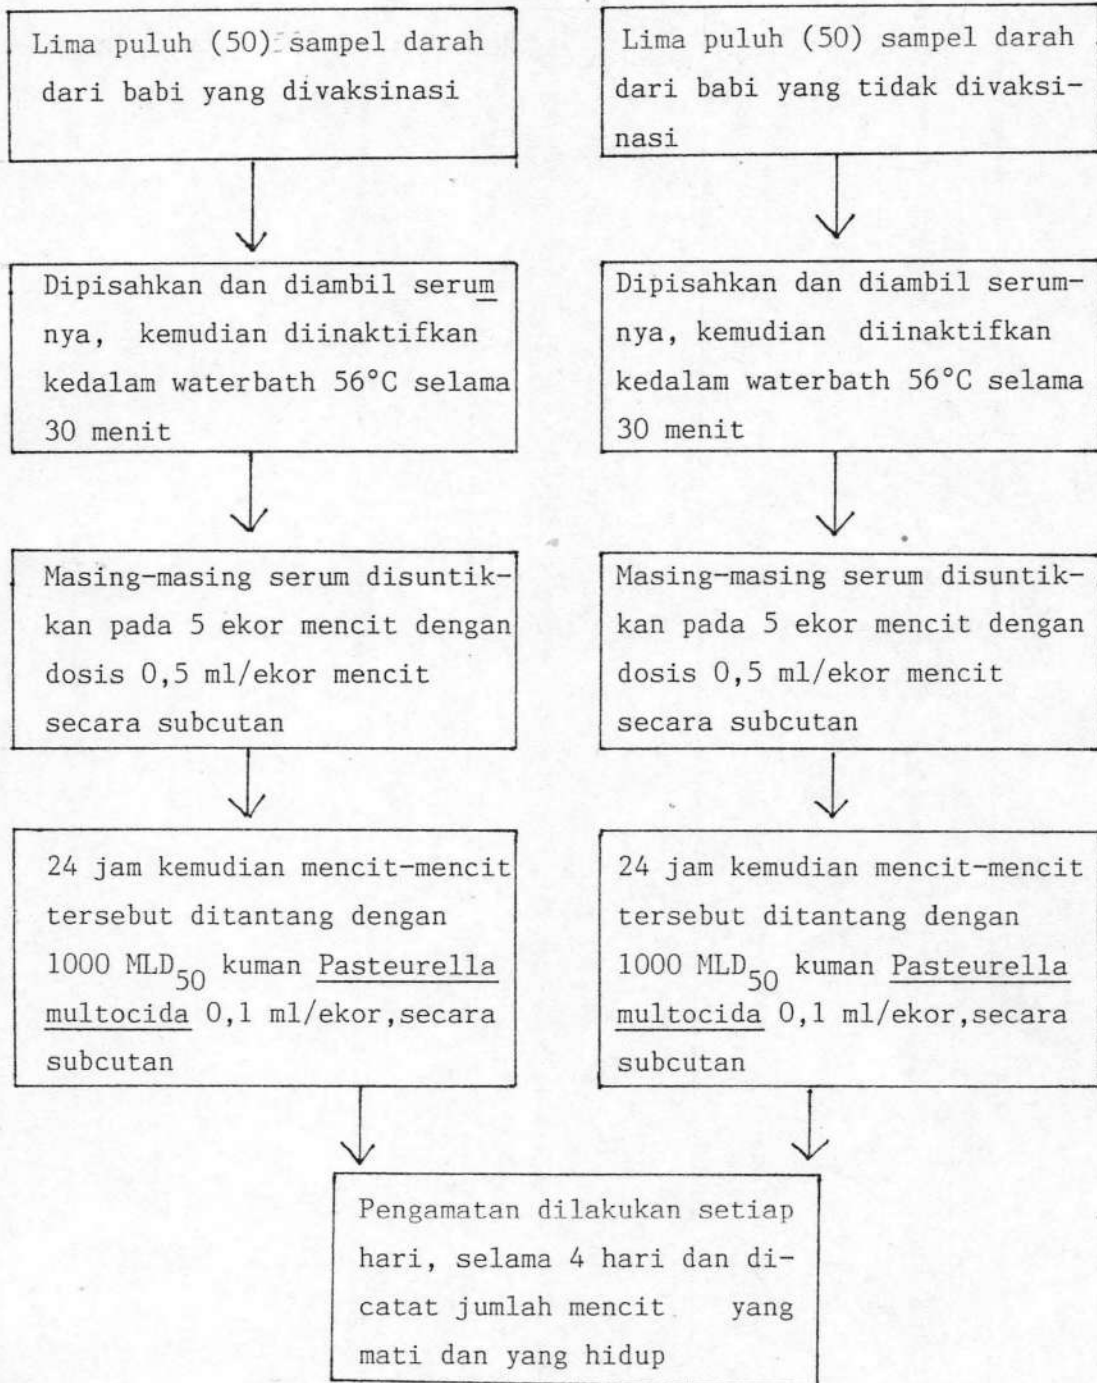 Lima puluh (50) sampel darah
dari babi yang divaksinasi
Dipisahkan dan diambil serum
nya, kemudian diinaktifkan
kedalam waterbath 56°C selama
30 menit
Masing-masing serum disuntik-
kan pada 5 ekor mencit dengan
dosis 0,5 ml/ekor mencit
secara subcutan
24 jam kemudian mencit-mencit
tersebut ditantang dengan
1000 MLD50 kuman Pasteurella
multocida 0,1 ml/ekor,secara
subcutan
Lima puluh (50) sampel darah
dari babi yang tidak divaksi-
nasi
Dipisahkan dan diambil serum-
nya, kemudian diinaktifkan
kedalam waterbath 56°C selama
30 menit
Masing-masing serum disuntik-
kan pada 5 ekor mencit dengan
dosis 0,5 ml/ekor mencit
secara subcutan
24 jam kemudian mencit-mencit
tersebut ditantang dengan
1000 MLD50 kuman Pasteurella
multocida 0,1 ml/ekor,secara
subcutan
Pengamatan dilakukan setiap
hari, selama 4 hari dan di-
catat jumlah mencit yang
mati dan yang hidup